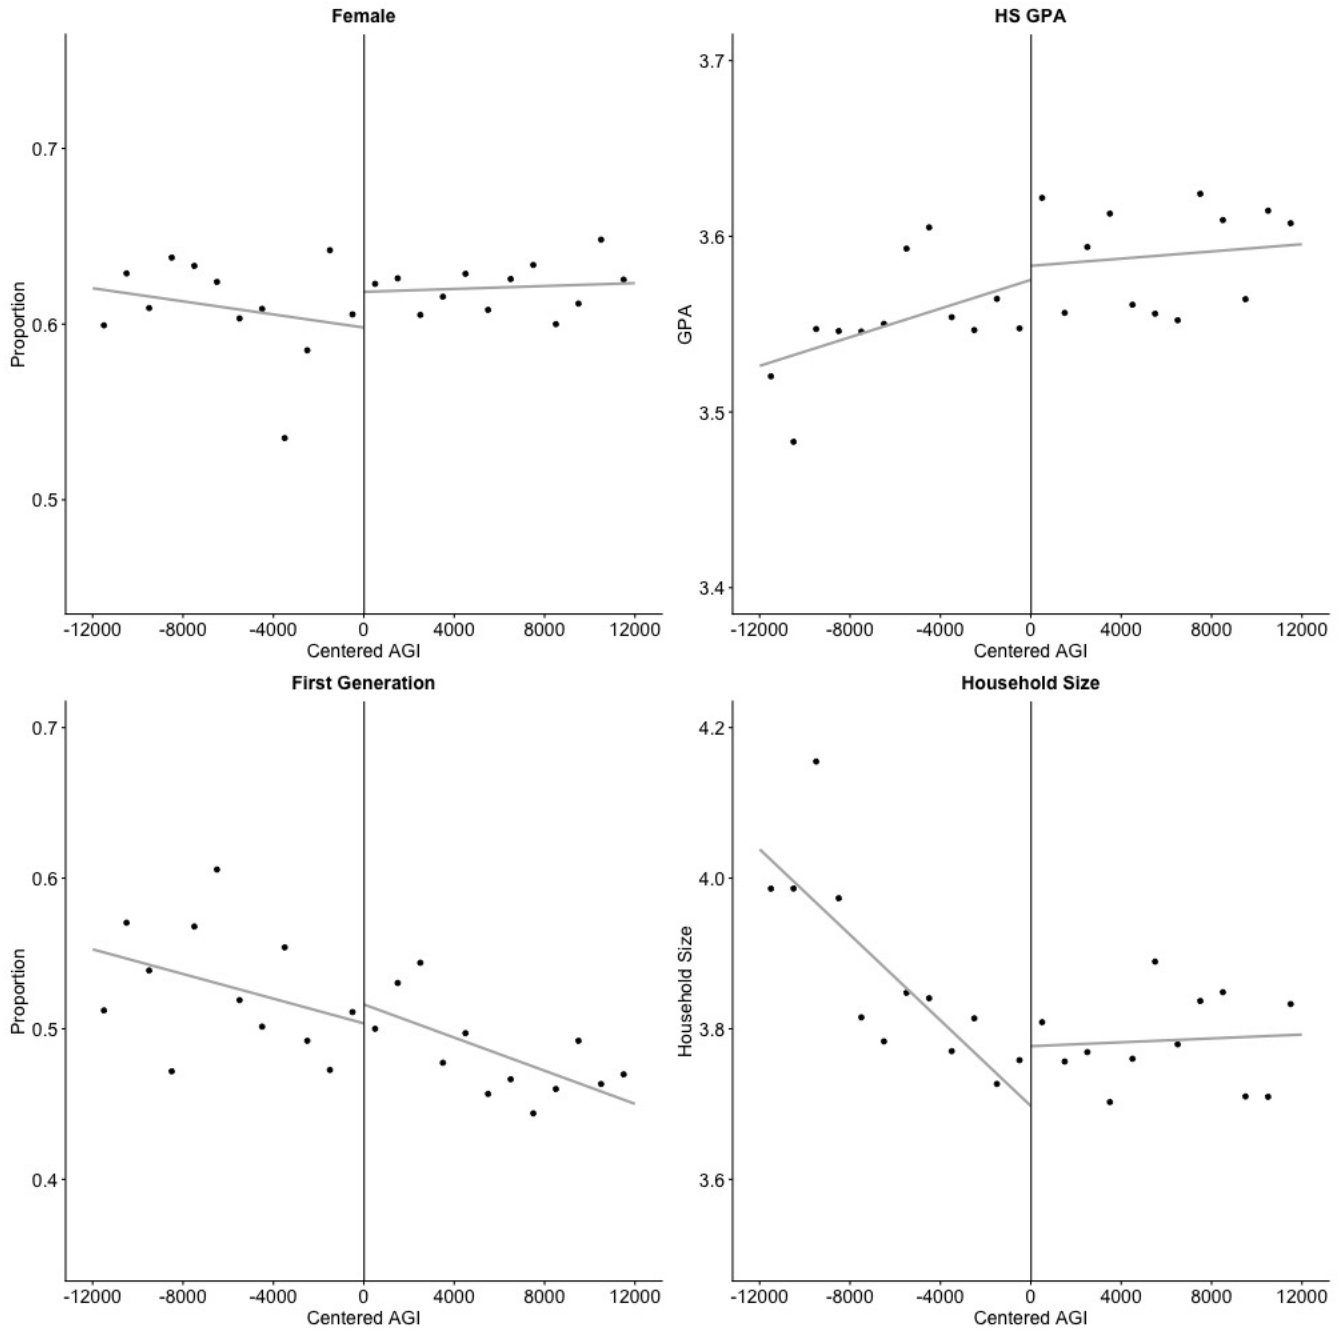 Female
0.7
0.6
0.5
Proportion
-12000 -8000 -4000 0 4000 8000 12000
Centered AGI
HS GPA
3.7
3.6
3.5
3.4
GPA
-12000 -8000 -4000 0 4000 8000 12000
Centered AGI
First Generation
0.7
0.6
0.5
0.4
Proportion
-12000 -8000 -4000 0 4000 8000 12000
Centered AGI
Household Size
4.2
4.0
3.8
3.6
Household Size
-12000 -8000 -4000 0 4000 8000 12000
Centered AGI